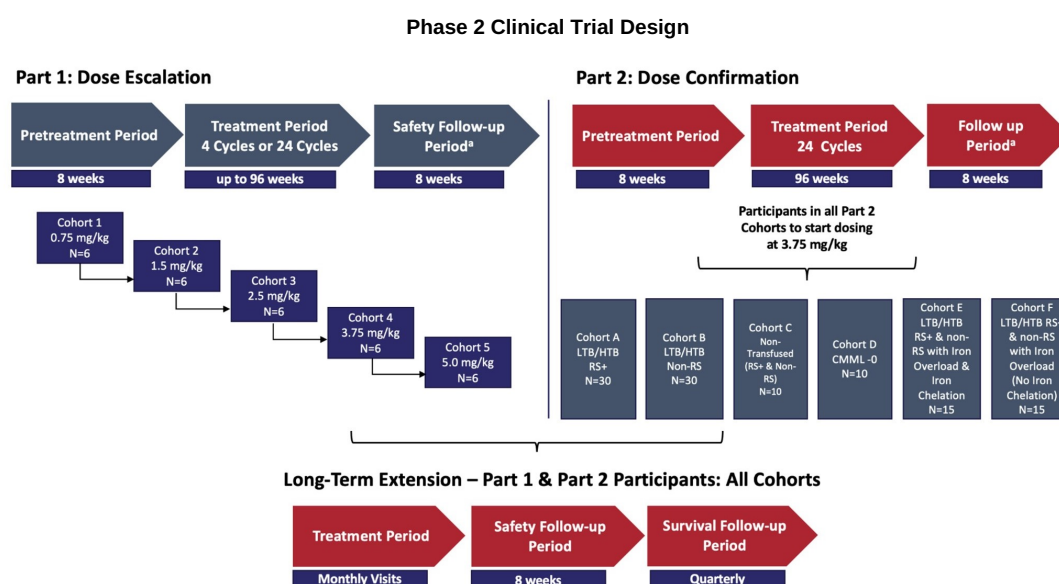 Phase 2 Clinical Trial Design
Part 1: Dose Escalation
Pretreatment Period
8 weeks
Treatment Period
4 Cycles or 24 Cycles
up to 96 weeks
Safety Follow-up
Periodᵃ
8 weeks
Cohort 1
0.75 mg/kg
N=6
Cohort 2
1.5 mg/kg
N=6
Cohort 3
2.5 mg/kg
N=6
Cohort 4
3.75 mg/kg
N=6
Cohort 5
5.0 mg/kg
N=6
Part 2: Dose Confirmation
Pretreatment Period
8 weeks
Treatment Period
24 Cycles
96 weeks
Follow up
Periodᵃ
8 weeks
Participants in all Part 2
Cohorts to start dosing
at 3.75 mg/kg
Cohort A
LTB/HTB
RS+
N=30
Cohort B
LTB/HTB
Non-RS
N=30
Cohort C
Non-
Transfused
(RS+ & Non-
RS)
N=10
Cohort D
CMML -0
N=10
Cohort E
LTB/HTB
RS+ & non-
RS with Iron
Overload &
Iron
Chelation
N=15
Cohort F
LTB/HTB RS+
& non-RS
with Iron
Overload
(No Iron
Chelation)
N=15
Long-Term Extension – Part 1 & Part 2 Participants: All Cohorts
Treatment Period
Monthly Visits
Safety Follow-up
Period
8 weeks
Survival Follow-up
Period
Quarterly